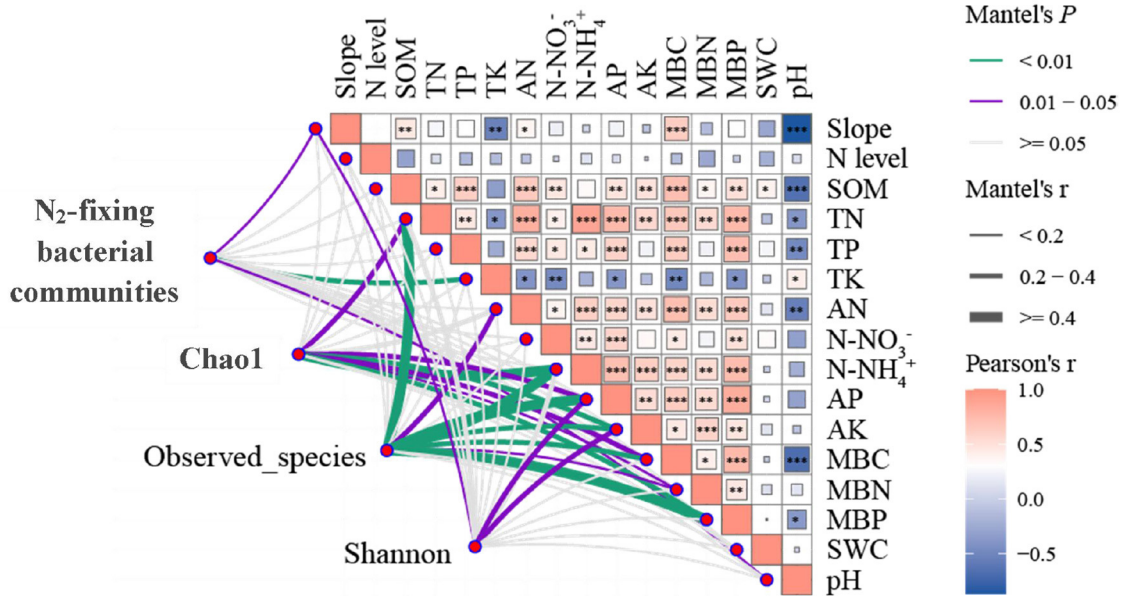 Slope
N level
SOM
TN
TP
TK
AN
N-NO3-
N-NH4+
AP
AK
MBC
MBN
MBP
SWC
pH
** ** * *** *** Slope
N level
* *** *** ** ** ** *** * ** * *** SOM
** * *** * *** *** ** *** ** *** * TN
*** * * *** *** ** TP
* ** * ** * * TK
* *** *** ** *** ** *** ** AN
** *** * ** N-NO3-
*** *** *** ** *** N-NH4+
** *** ** *** AP
* *** ** AK
* *** *** MBC
** MBN
* MBP
SWC
pH
N2-fixing
bacterial
communities
Chao1
Observed_species
Shannon
Mantel's P
< 0.01
0.01 – 0.05
>= 0.05
Mantel's r
< 0.2
0.2 – 0.4
>= 0.4
Pearson's r
1.0
0.5
0.0
−0.5